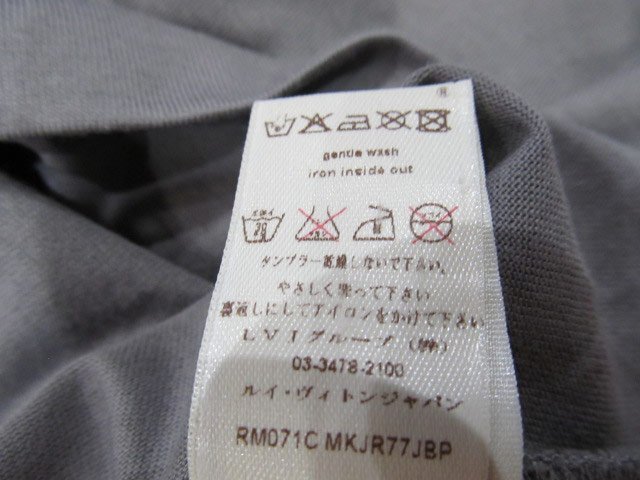 gentle wash
iron inside out
タンブラー乾燥しないで下さい。
やさしく洗って下さい
裏返しにしてアイロンをかけて下さい
LVJグループ(株)
03-3478-2100
ルイ・ヴィトンジャパン
RM071C MKJR77JBP